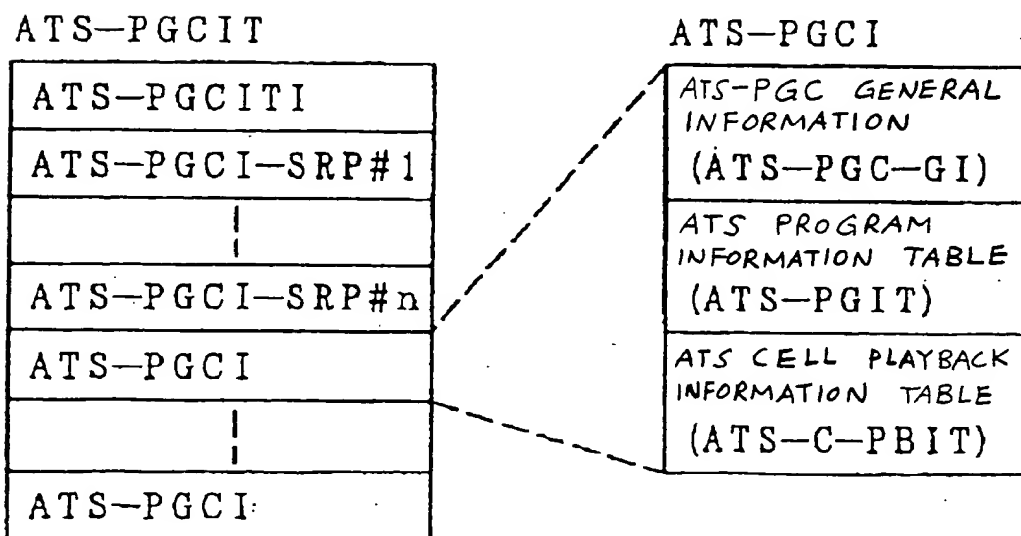 ATS—PGCIT
ATS—PGCITI
ATS—PGCI—SRP#1
ATS—PGCI—SRP#n
ATS—PGCI
ATS—PGCI
ATS—PGCI
ATS-PGC GENERAL
INFORMATION
(ATS—PGC—GI)
ATS PROGRAM
INFORMATION TABLE
(ATS—PGIT)
ATS CELL PLAYBACK
INFORMATION TABLE
(ATS—C—PBIT)